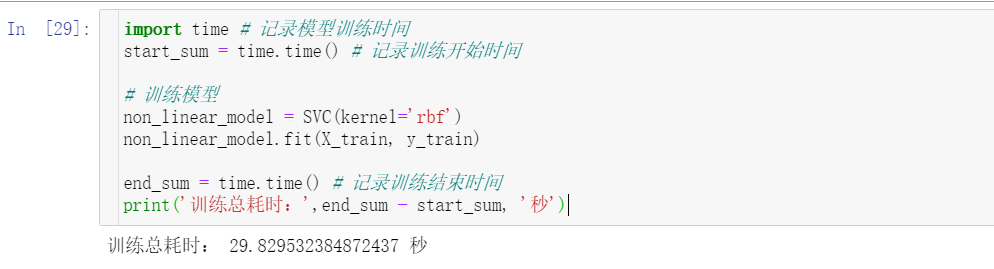 In [29]:
import time # 记录模型训练时间
start_sum = time.time() # 记录训练开始时间
# 训练模型
non_linear_model = SVC(kernel='rbf')
non_linear_model.fit(X_train, y_train)
end_sum = time.time() # 记录训练结束时间
print('训练总耗时：',end_sum - start_sum, '秒')
训练总耗时： 29.829532384872437 秒